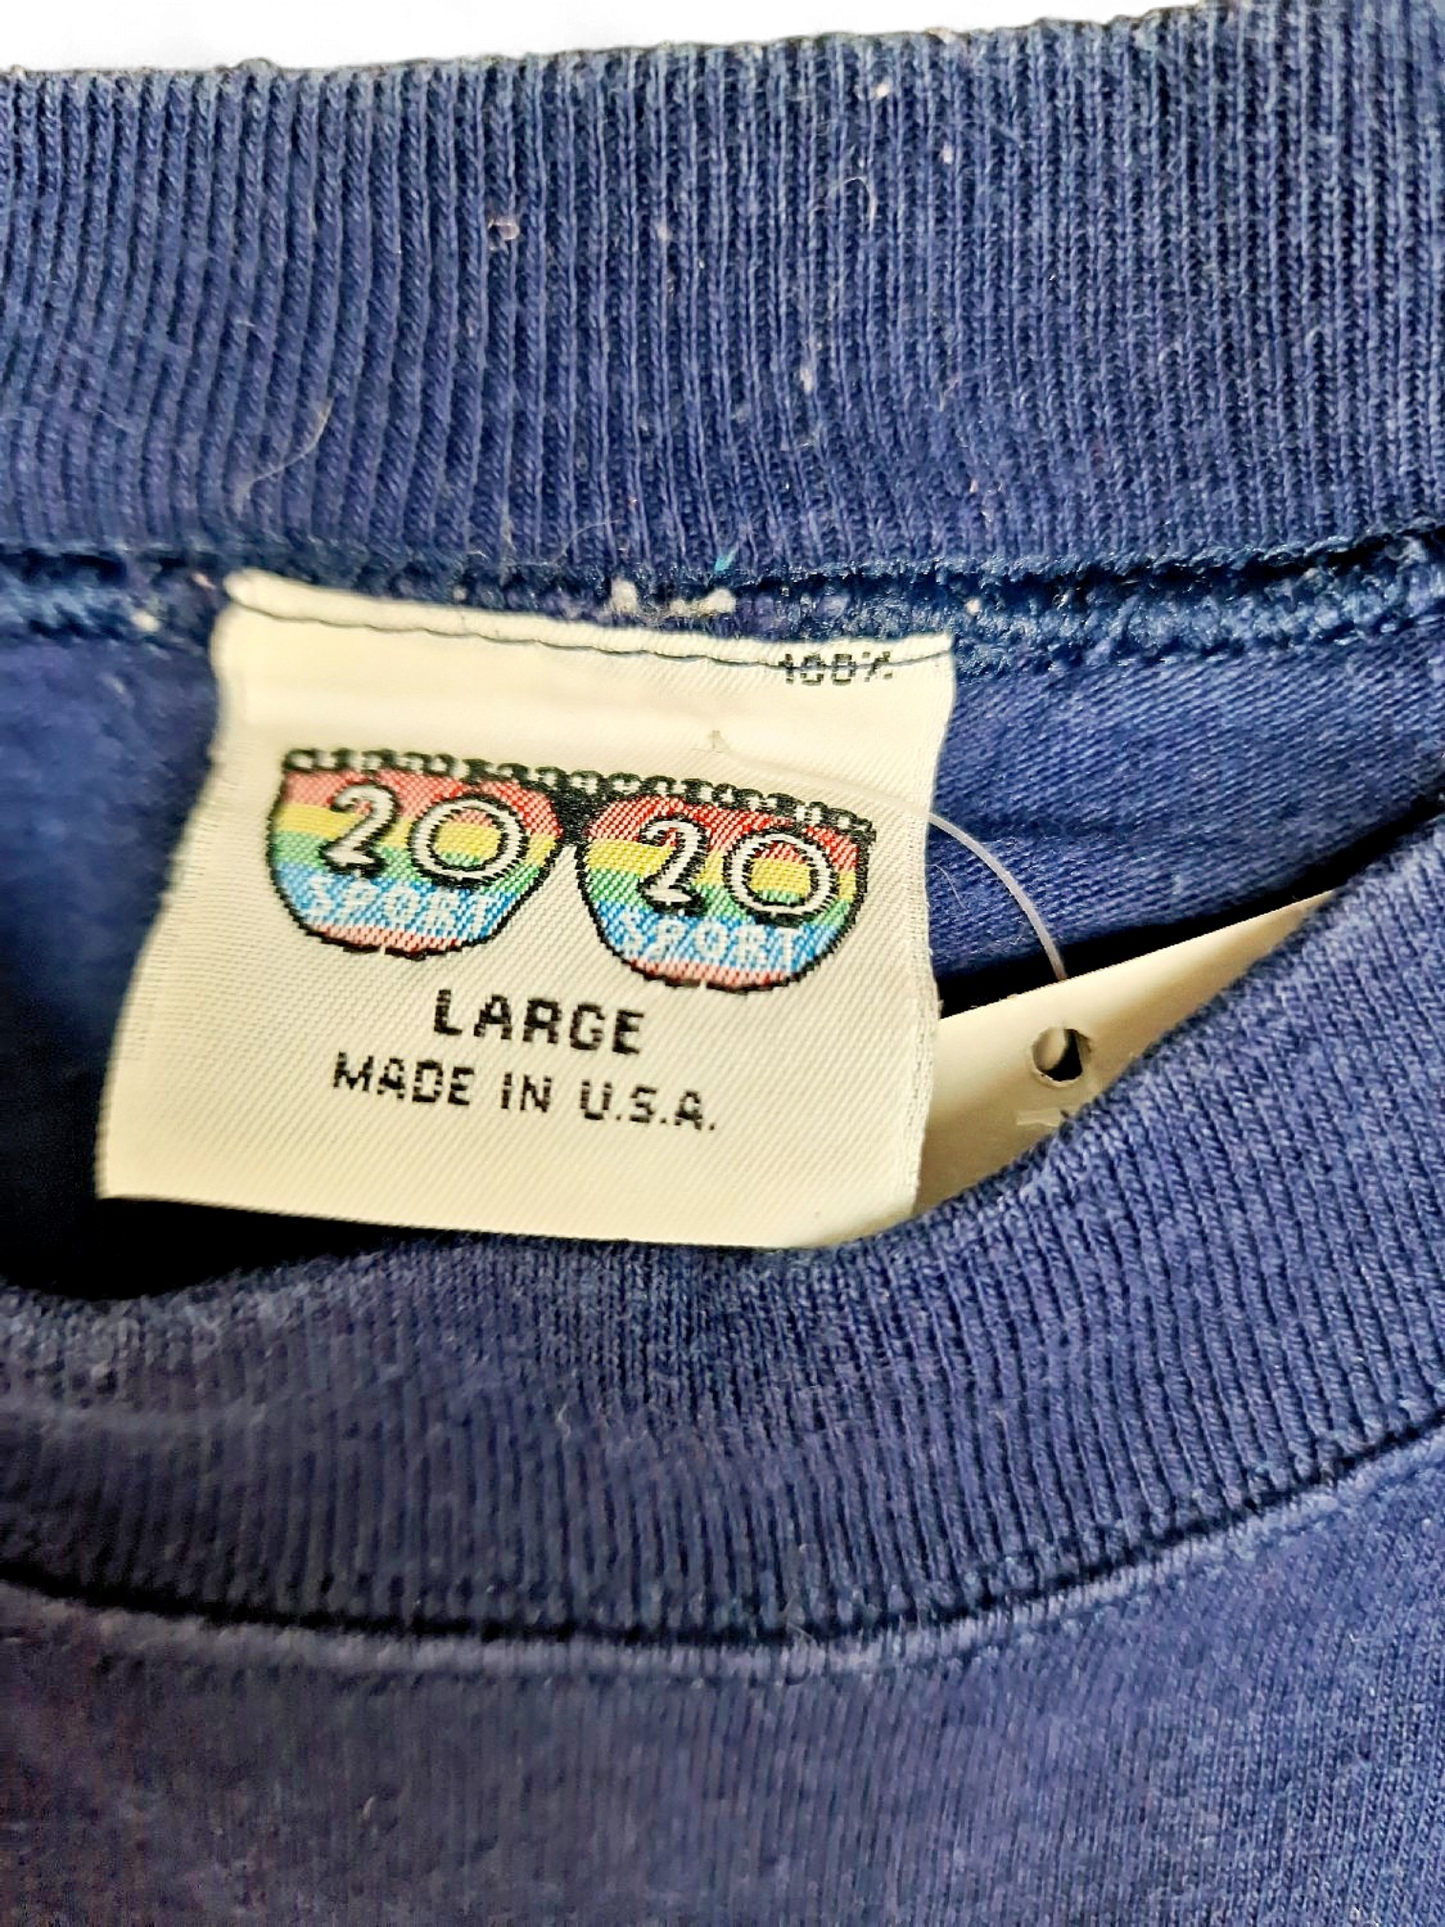 100%
20 20
SPORT SPORT
LARGE
MADE IN U.S.A.